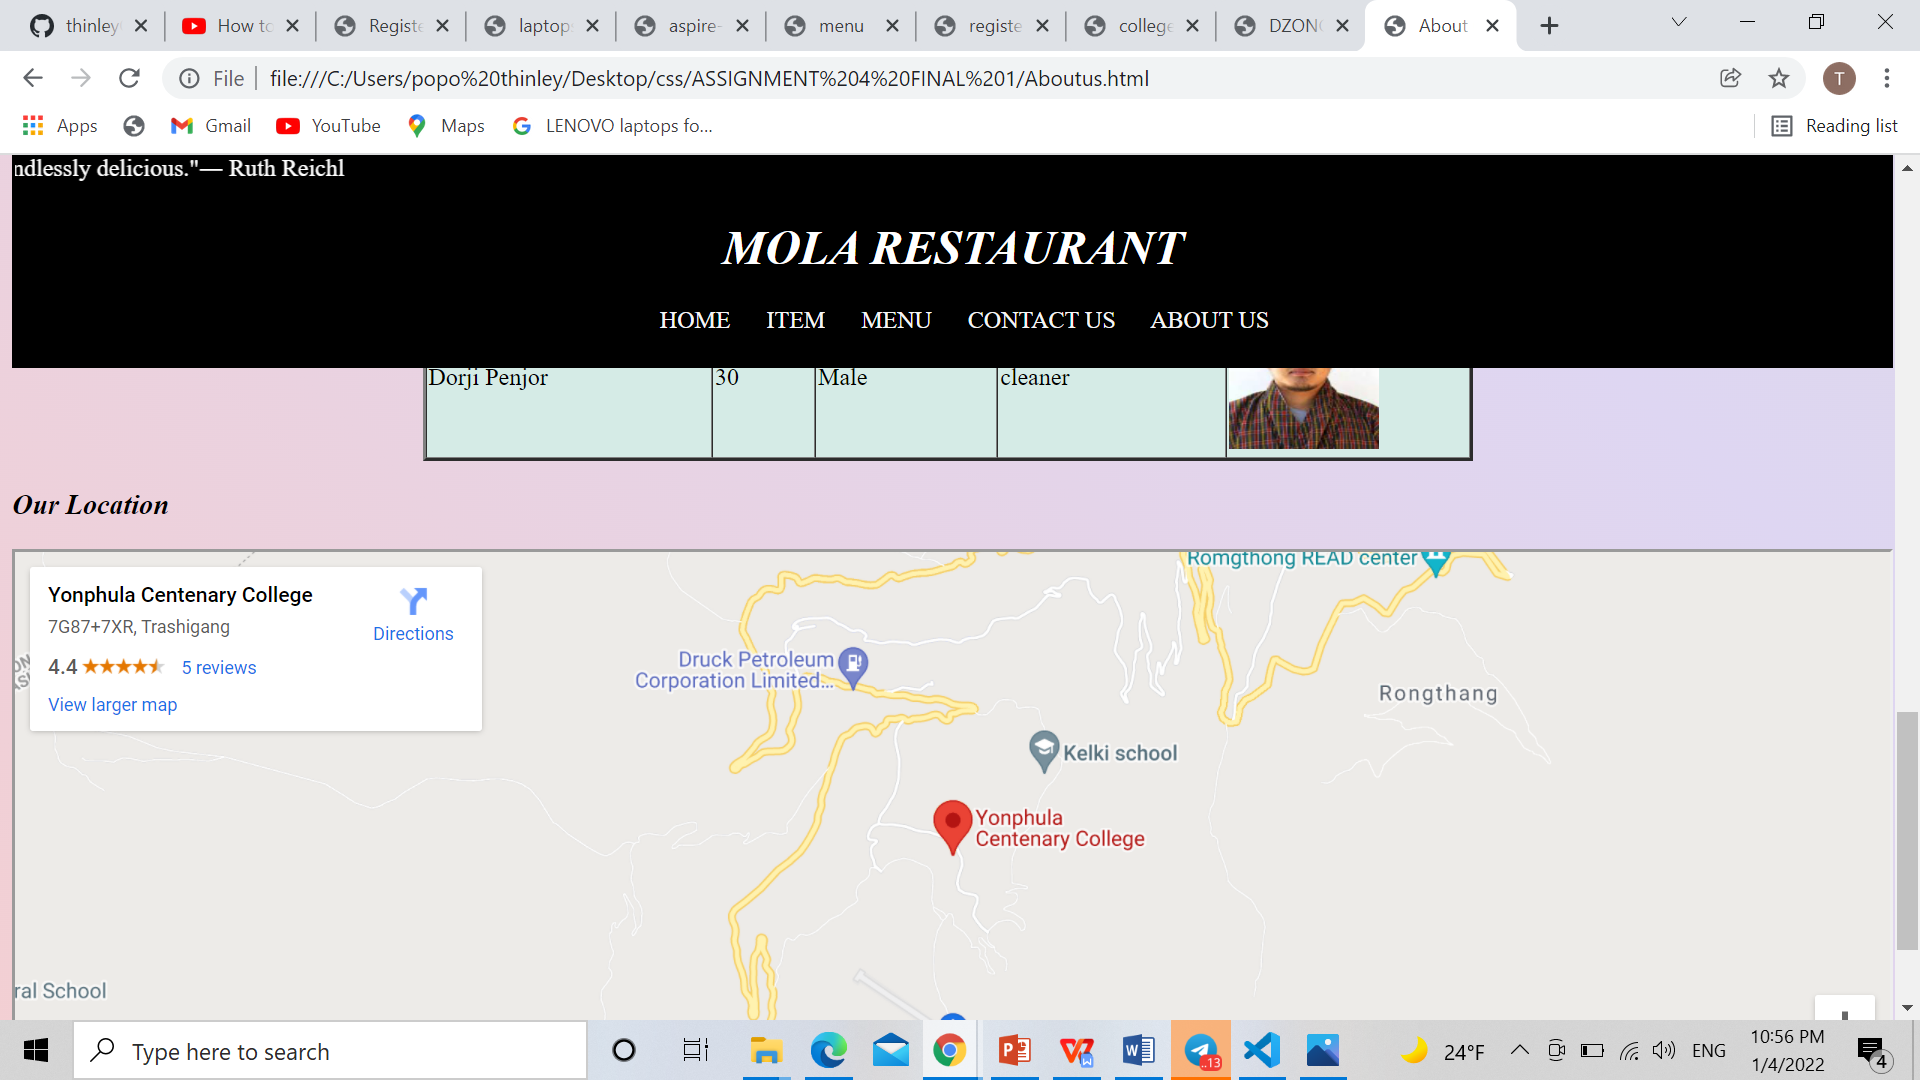 thinley
How to
Registe
laptop
aspire-
menu
registe
college
DZON
About
File
file:///C:/Users/popo%20thinley/Desktop/css/ASSIGNMENT%204%20FINAL%201/Aboutus.html
T
Apps
Gmail
YouTube
Maps
LENOVO laptops fo...
Reading list
ndlessly delicious."— Ruth Reichl
MOLA RESTAURANT
HOME ITEM MENU CONTACT US ABOUT US
Dorji Penjor 30 Male cleaner
Our Location
Yonphula Centenary College
7G87+7XR, Trashigang
Directions
4.4 5 reviews
View larger map
Romgthong READ center
Druck Petroleum
Corporation Limited...
Rongthang
Kelki school
Yonphula
Centenary College
ral School
Type here to search
..13
24°F
ENG
10:56 PM
1/4/2022
4